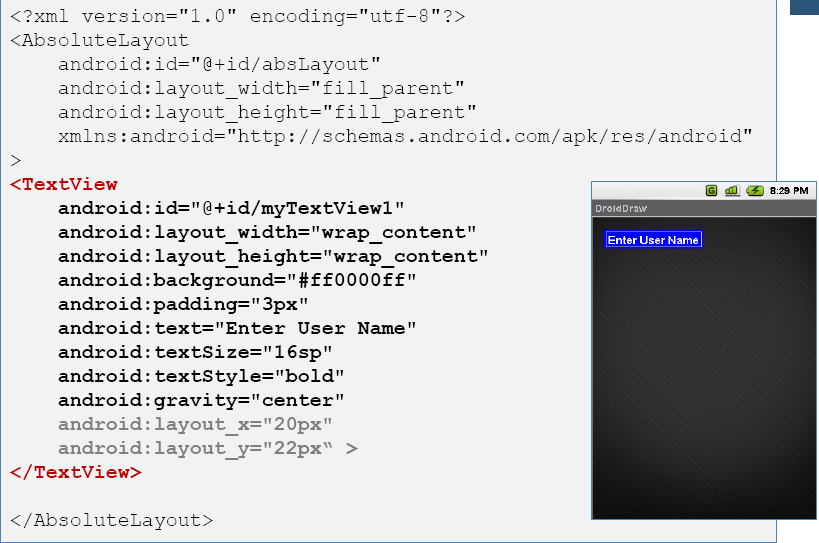 <?xml version="1.0" encoding="utf-8"?>
<AbsoluteLayout
android:id="@+id/absLayout"
android:layout_width="fill_parent"
android:layout_height="fill_parent"
xmlns:android="http://schemas.android.com/apk/res/android"
>
<TextView
android:id="@+id/myTextView1"
android:layout_width="wrap_content"
android:layout_height="wrap_content"
android:background="#ff0000ff"
android:padding="3px"
android:text="Enter User Name"
android:textSize="16sp"
android:textStyle="bold"
android:gravity="center"
android:layout_x="20px"
android:layout_y="22px�“ >
</TextView>
</AbsoluteLayout>
G 8:29 PM
DroidDraw
Enter User Name